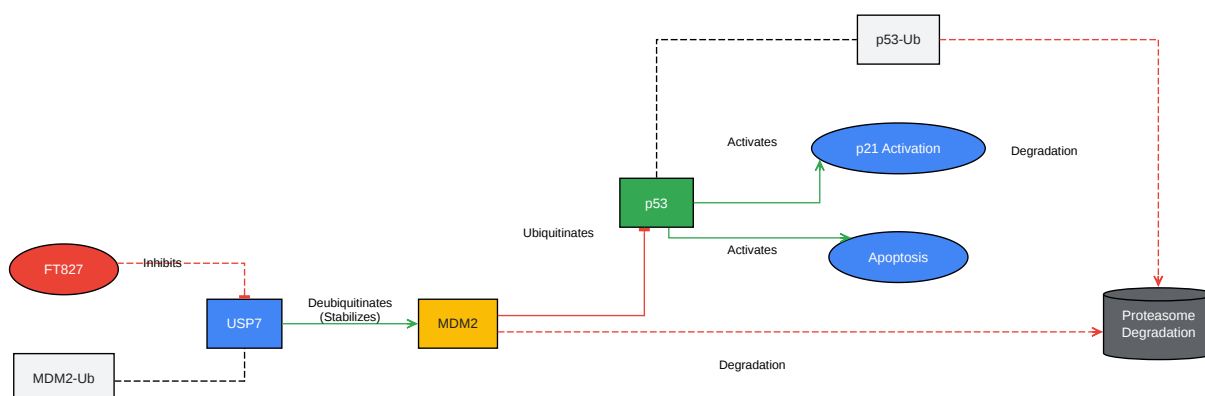 p53-Ub
Activates
p21 Activation
Degradation
p53
Ubiquitinates
Activates
Apoptosis
FT827
Inhibits
USP7
Deubiquitinates
(Stabilizes)
MDM2
Proteasome
Degradation
Degradation
MDM2-Ub